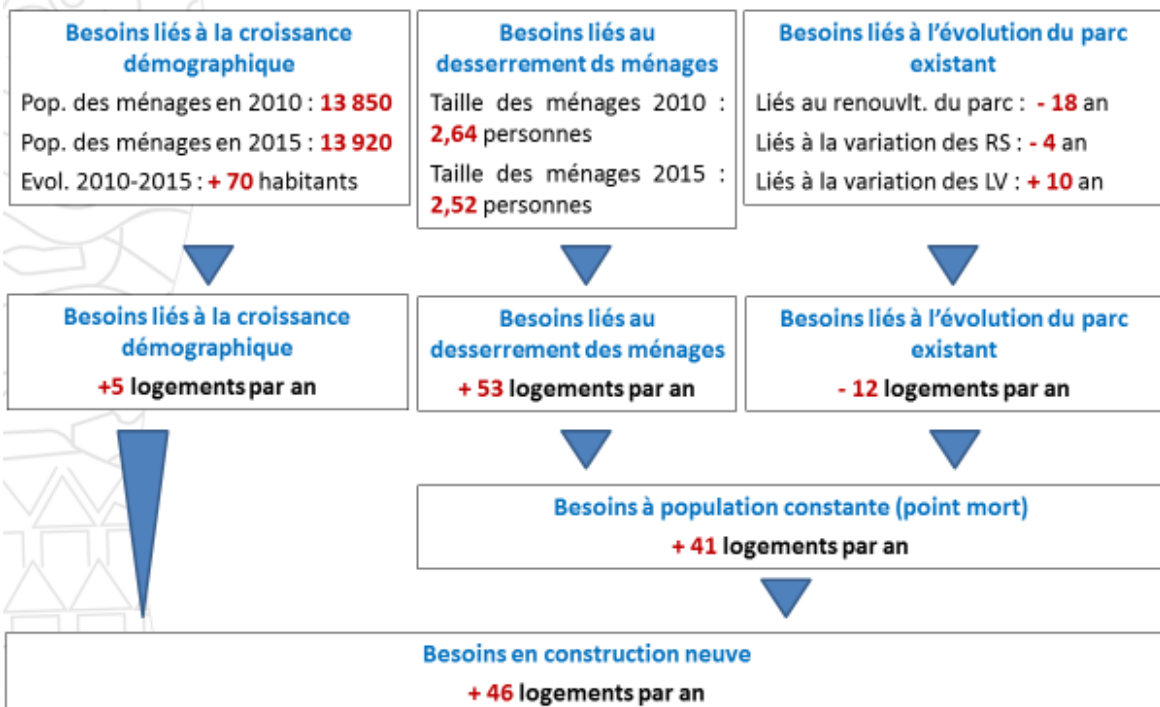 Besoins liés à la croissance
démographique
Pop. des ménages en 2010 : 13 850
Pop. des ménages en 2015 : 13 920
Evol. 2010-2015 : + 70 habitants
Besoins liés au
desserrement ds ménages
Taille des ménages 2010 :
2,64 personnes
Taille des ménages 2015 :
2,52 personnes
Besoins liés à l'évolution du parc
existant
Liés au renouvlt. du parc : - 18 an
Liés à la variation des RS : - 4 an
Liés à la variation des LV : + 10 an
Besoins liés à la croissance
démographique
+5 logements par an
Besoins liés au
desserrement des ménages
+ 53 logements par an
Besoins liés à l'évolution du parc
existant
- 12 logements par an
Besoins à population constante (point mort)
+ 41 logements par an
Besoins en construction neuve
+ 46 logements par an